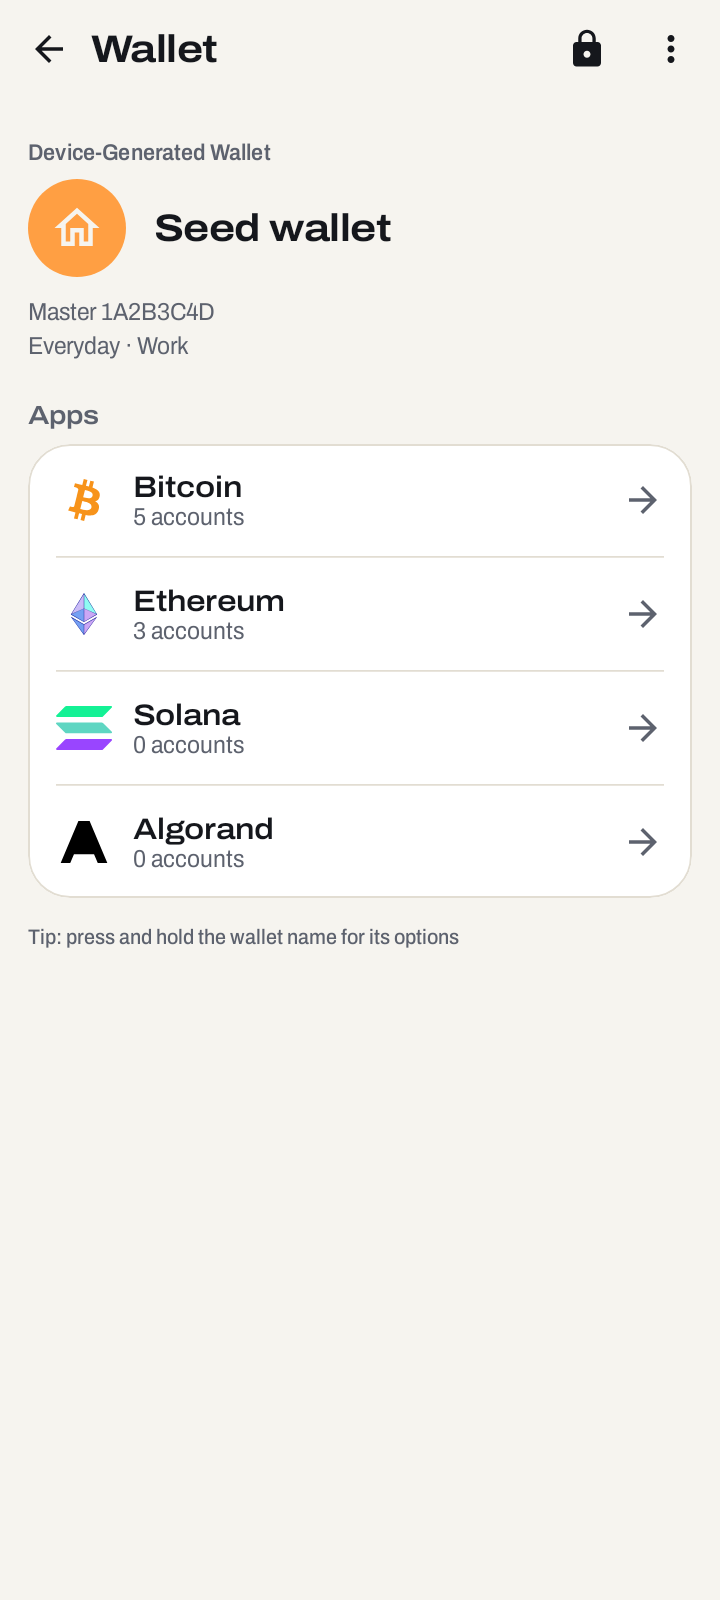 Wallet
Device-Generated Wallet
Seed wallet
Master 1A2B3C4D
Everyday · Work
Apps
Bitcoin
5 accounts
Ethereum
3 accounts
Solana
0 accounts
Algorand
0 accounts
Tip: press and hold the wallet name for its options